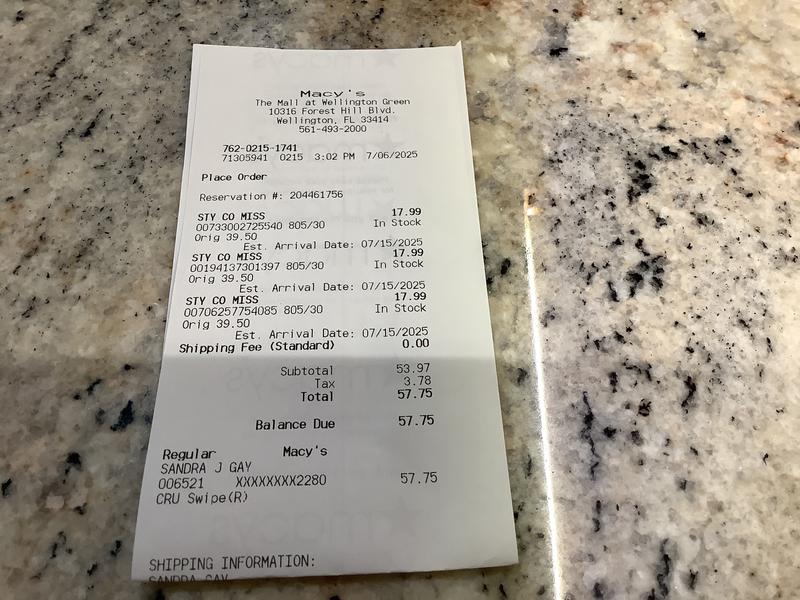 Macy's
The Mall at Wellington Green
10316 Forest Hill Blvd.
Wellington, FL 33414
561-493-2000
762-0215-1741
71305941 0215 3:02 PM 7/06/2025
Place Order
Reservation #: 204461756
STY CO MISS 17.99
00733002725540 805/30 In Stock
Orig 39.50
Est. Arrival Date: 07/15/2025
STY CO MISS 17.99
00194137301397 805/30 In Stock
Orig 39.50
Est. Arrival Date: 07/15/2025
STY CO MISS 17.99
00706257754085 805/30 In Stock
Orig 39.50
Est. Arrival Date: 07/15/2025
Shipping Fee (Standard) 0.00
Subtotal 53.97
Tax 3.78
Total 57.75
Balance Due 57.75
Regular Macy's
SANDRA J GAY
006521 XXXXXXXX2280 57.75
CRU Swipe(R)
SHIPPING INFORMATION:
SANDRA GAY